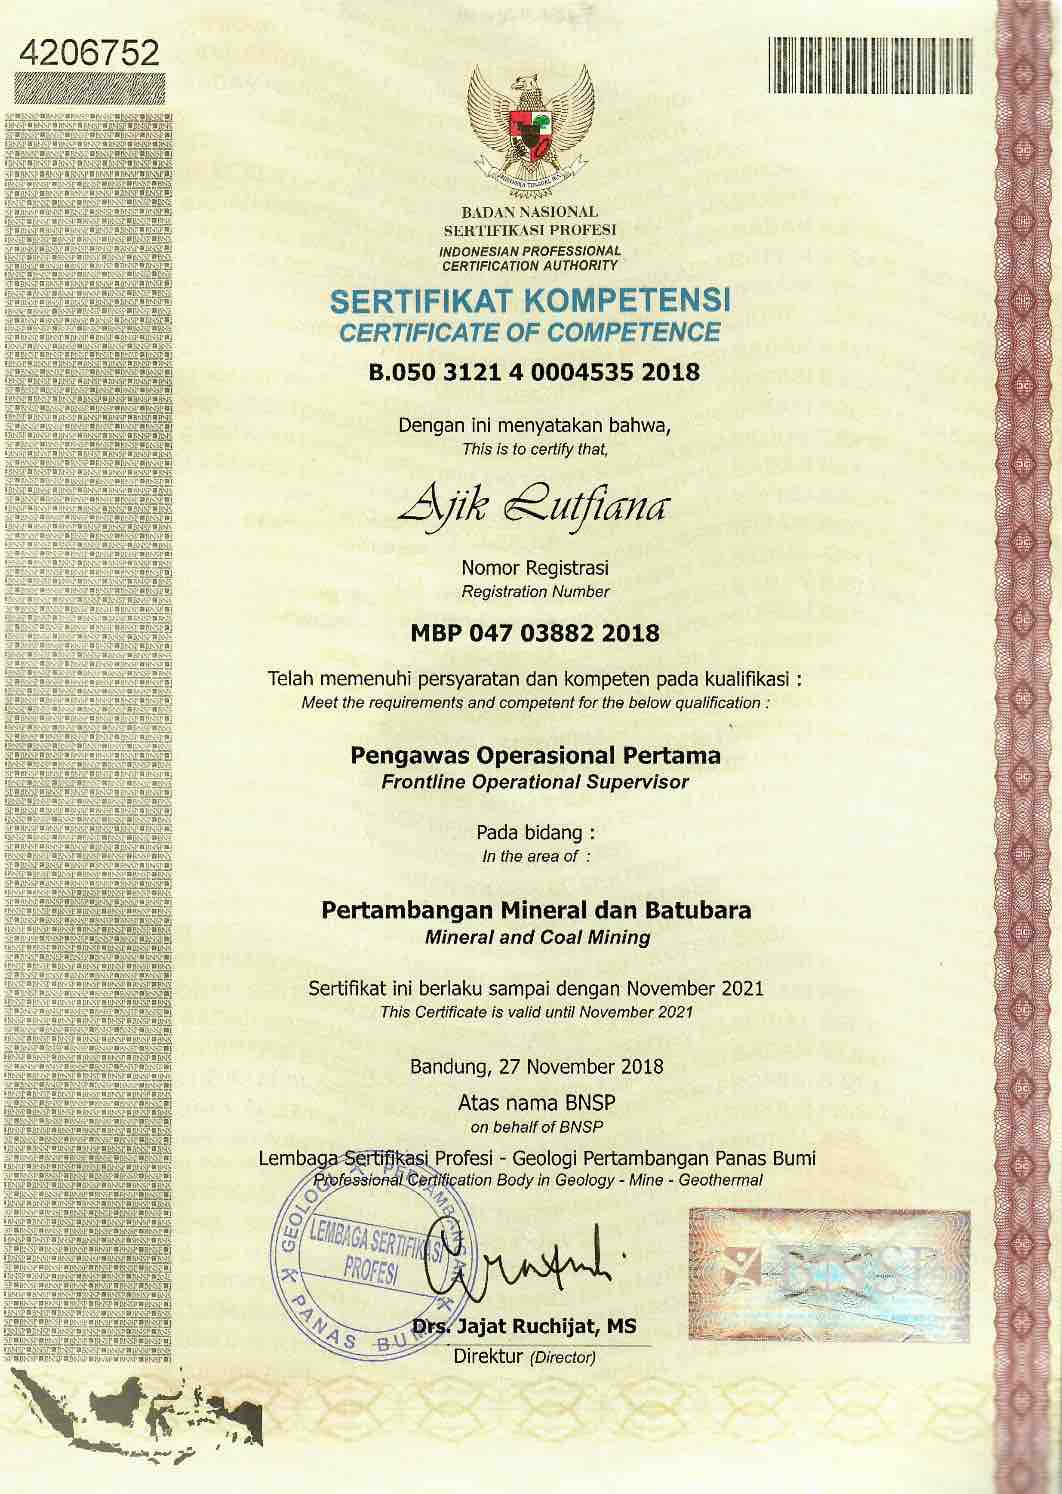 4206752
BADAN NASIONAL
SERTIFIKASI PROFESI
INDONESIAN PROFESSIONAL
CERTIFICATION AUTHORITY
SERTIFIKAT KOMPETENSI
CERTIFICATE OF COMPETENCE
B.050 3121 4 0004535 2018
Dengan ini menyatakan bahwa,
This is to certify that,
Ajik Lutfiana
Nomor Registrasi
Registration Number
MBP 047 03882 2018
Telah memenuhi persyaratan dan kompeten pada kualifikasi :
Meet the requirements and competent for the below qualification :
Pengawas Operasional Pertama
Frontline Operational Supervisor
Pada bidang :
In the area of :
Pertambangan Mineral dan Batubara
Mineral and Coal Mining
Sertifikat ini berlaku sampai dengan November 2021
This Certificate is valid until November 2021
Bandung, 27 November 2018
Atas nama BNSP
on behalf of BNSP
Lembaga Sertifikasi Profesi - Geologi Pertambangan Panas Bumi
Professional Certification Body in Geology - Mine - Geothermal
GEOLOGI PERTAMBANGAN
LEMBAGA SERTIFIKASI
PROFESI
PANAS BUMI
BNSP
Drs. Jajat Ruchijat, MS
Direktur (Director)